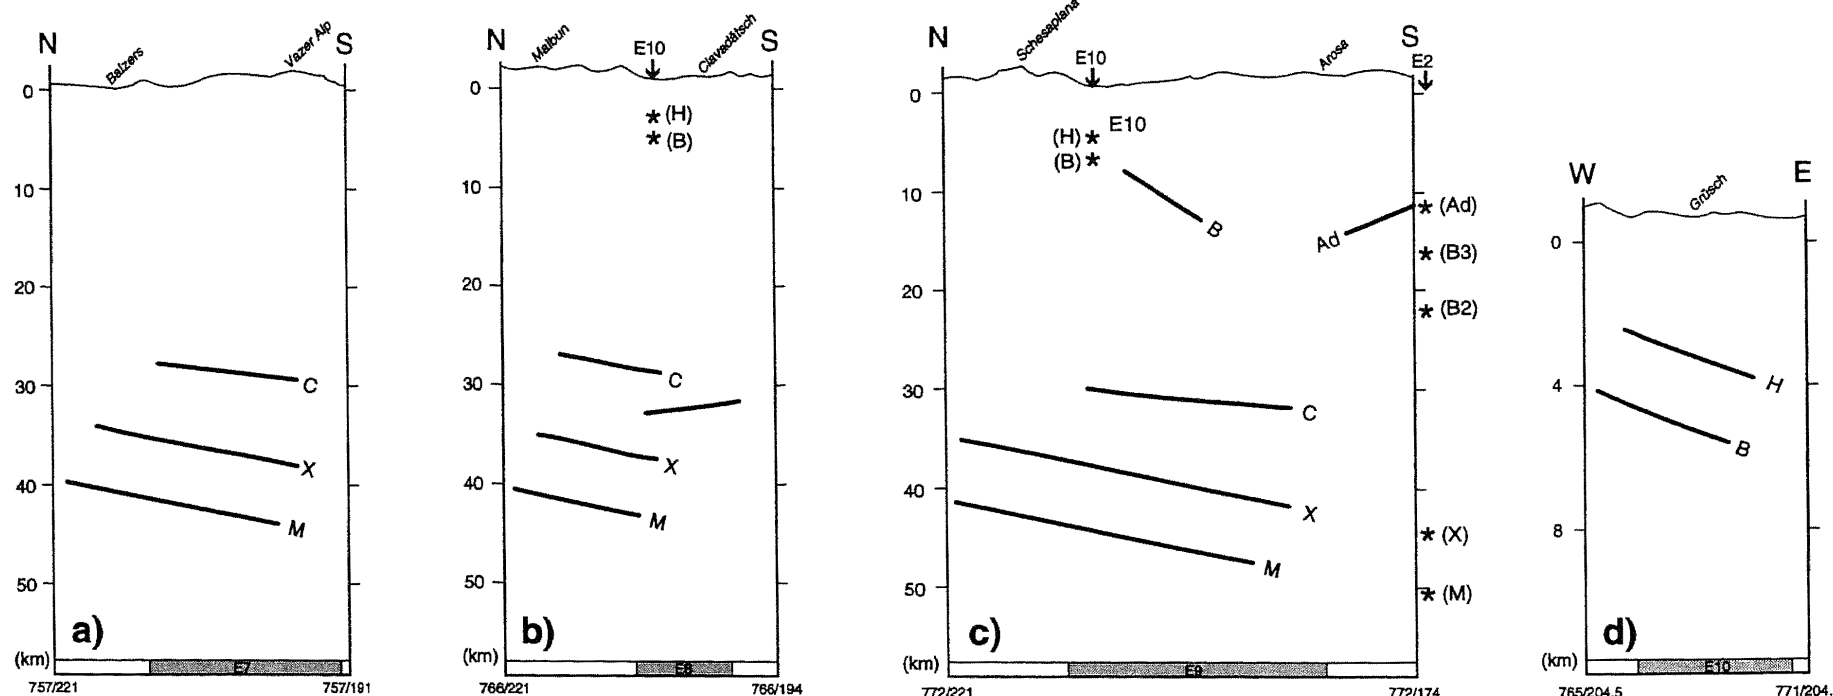 N
Balzers
Vazer Alp
S
0
10
20
30
40
50
(km)
C
X
M
a)
E7
757/221
757/191
N
Malbun
E10
Clavadätsch
S
0
10
20
30
40
50
(km)
(H)
(B)
C
X
M
b)
E8
766/221
766/194
N
Schesaplana
E10
Arosa
S
E2
0
10
20
30
40
50
(km)
(H)
E10
(B)
B
Ad
(Ad)
(B3)
(B2)
C
X
(X)
M
(M)
c)
E9
772/221
772/174
W
Grüsch
E
0
4
8
(km)
H
B
d)
E10
765/204.5
771/204.